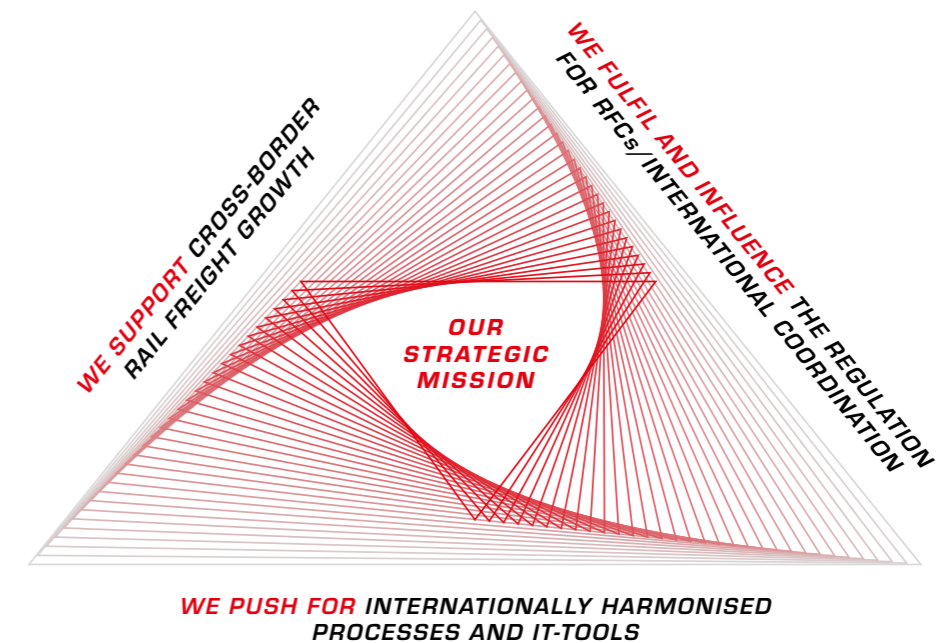 WE SUPPORT CROSS-BORDER
RAIL FREIGHT GROWTH
WE FULFIL AND INFLUENCE THE REGULATION
FOR RFCs/INTERNATIONAL COORDINATION
OUR
STRATEGIC
MISSION
WE PUSH FOR INTERNATIONALLY HARMONISED
PROCESSES AND IT-TOOLS